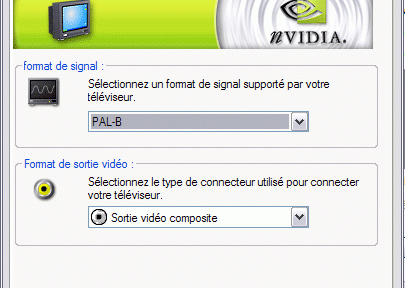 nVIDIA.
format de signal :
Sélectionnez un format de signal supporté par votre
téléviseur.
PAL-B
Format de sortie vidéo :
Sélectionnez le type de connecteur utilisé pour connecter
votre téléviseur.
Sortie vidéo composite